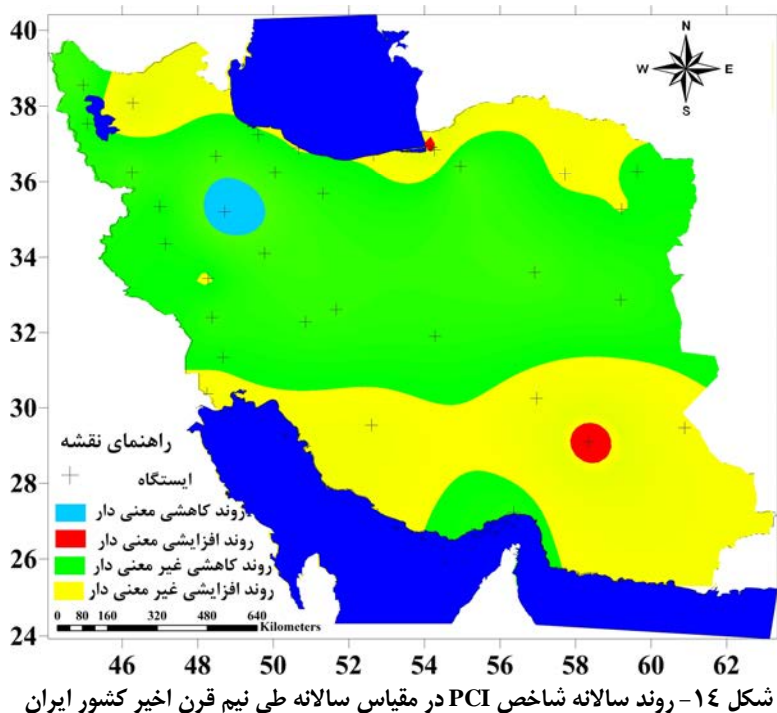 40
38
36
34
32
30
28
26
24
N
W E
S
راهنمای نقشه
ایستگاه
روند کاهشی معنی دار
روند افزایشی معنی دار
روند کاهشی غیر معنی دار
روند افزایشی غیر معنی دار
0 80 160 320 480 640
Kilometers
46 48 50 52 54 56 58 60 62
شکل ١٤- روند سالانه شاخص PCI در مقیاس سالانه طی نیم قرن اخیر کشور ایران